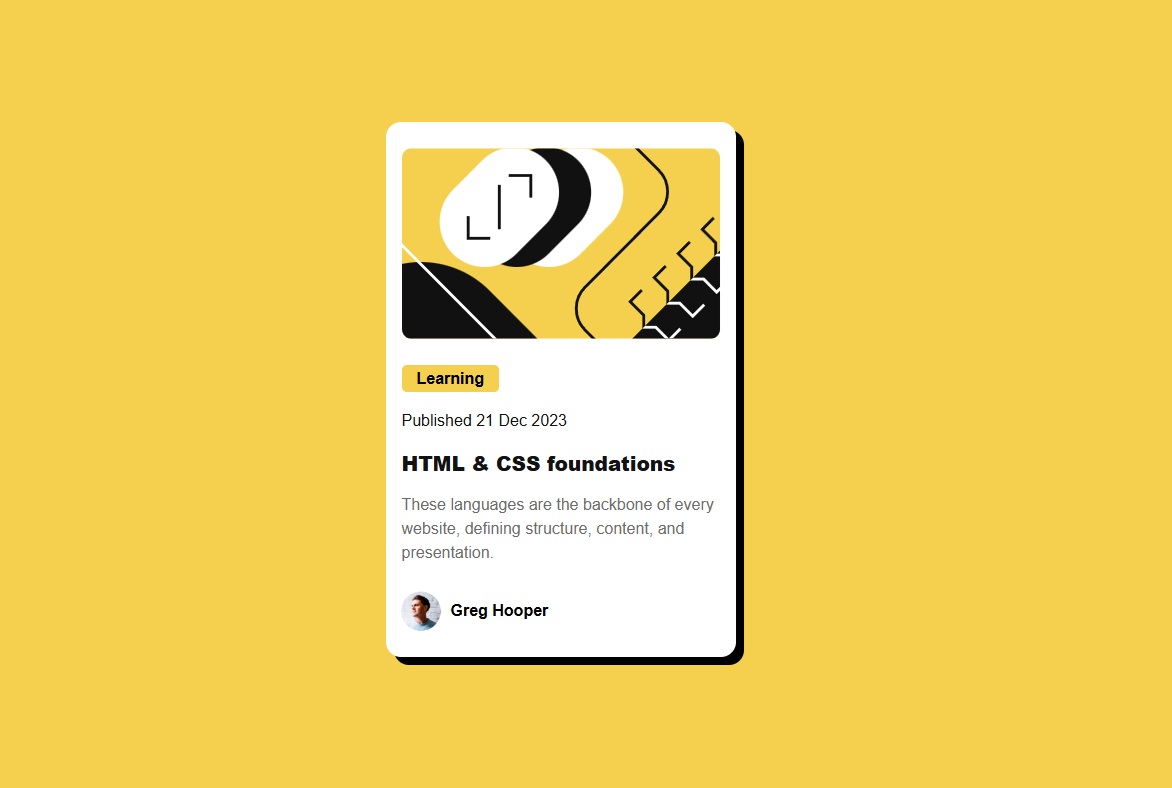 Learning
Published 21 Dec 2023
HTML & CSS foundations
These languages are the backbone of every
website, defining structure, content, and
presentation.
Greg Hooper